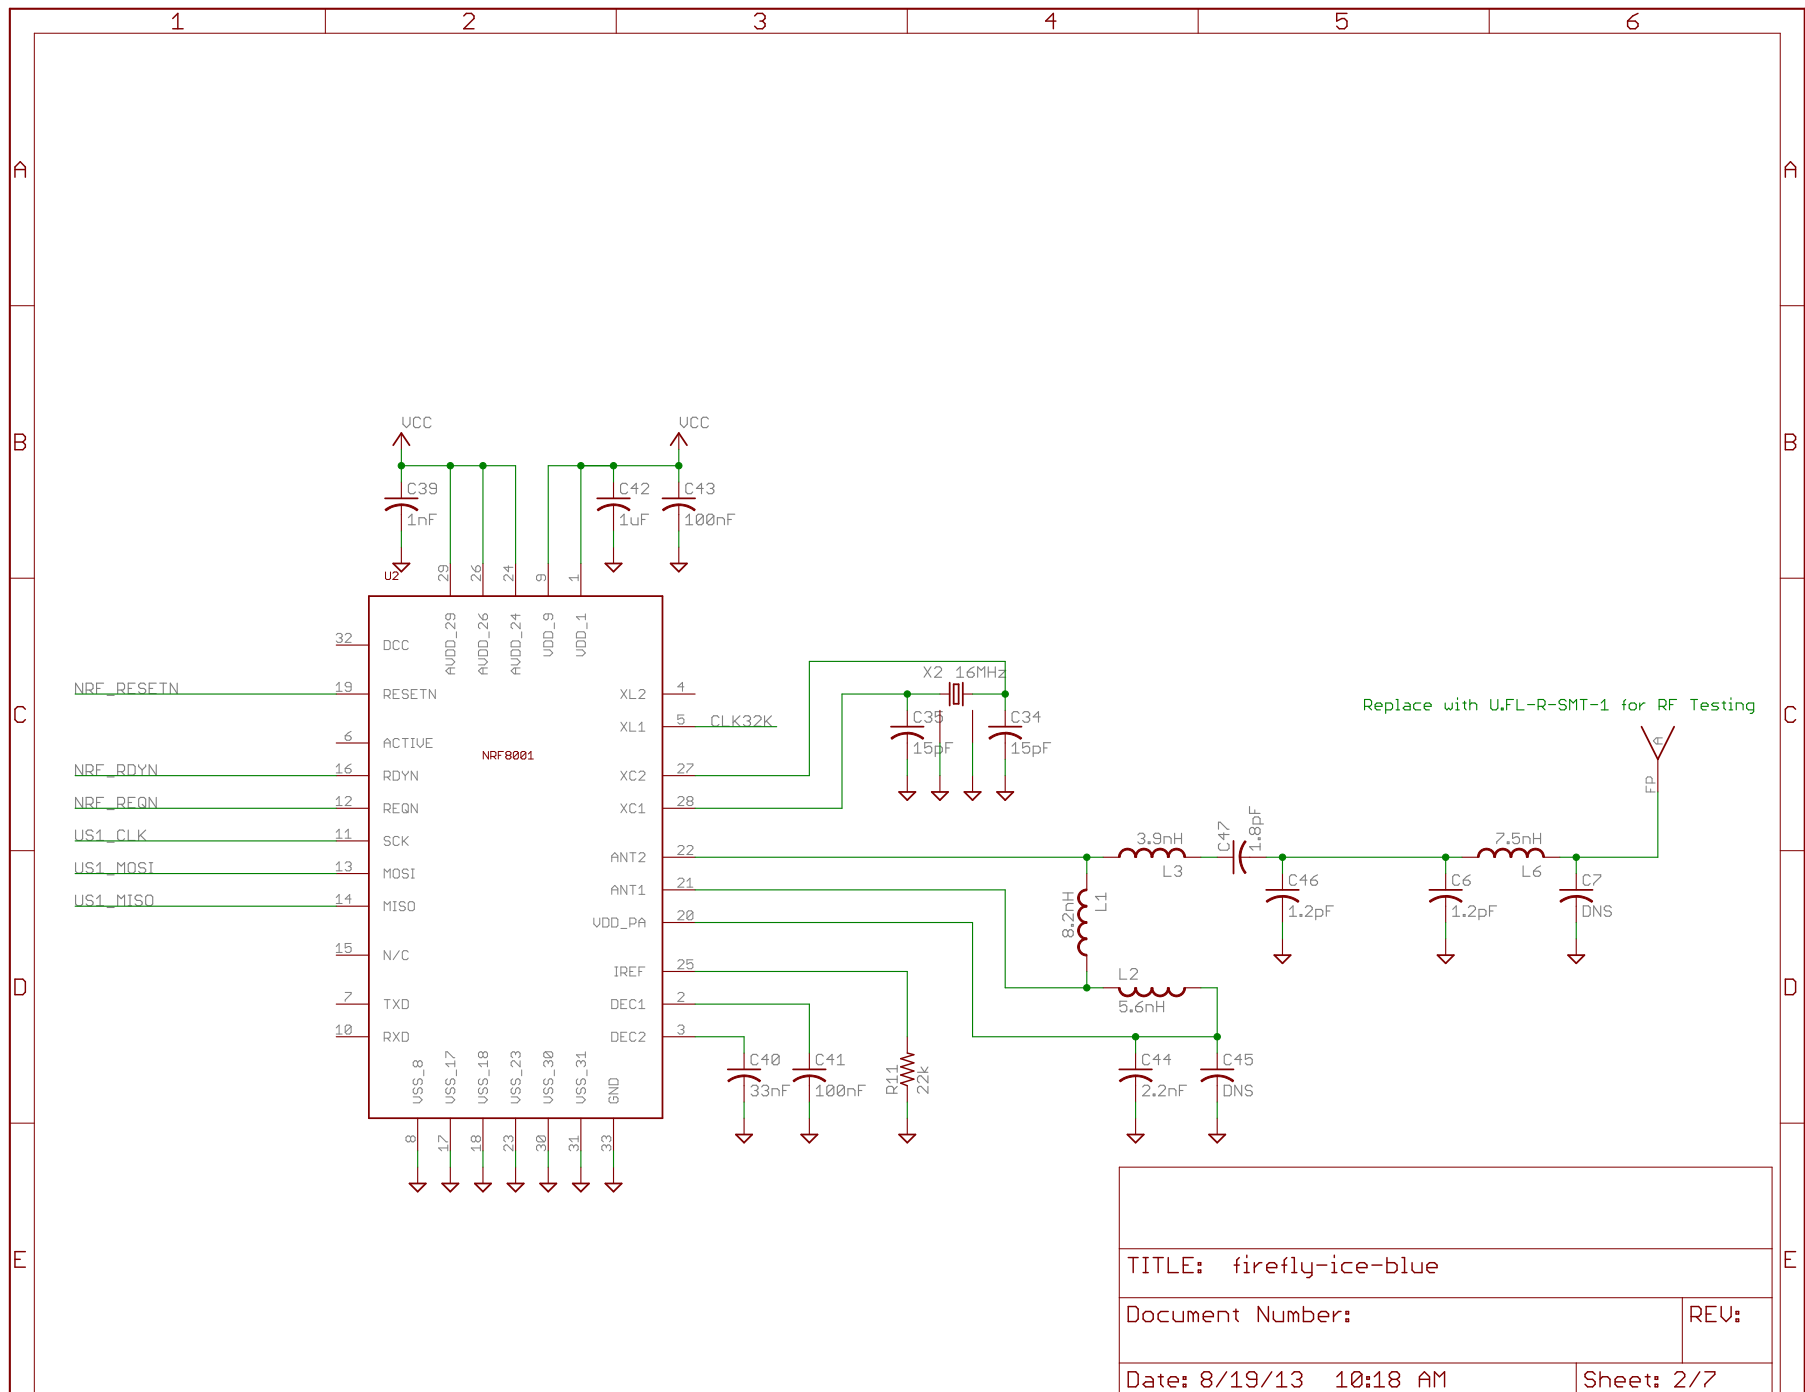 1 2 3 4 5 6
A A
B B
C C
D D
E E
VCC
VCC
C39
1nF
C42
1uF
C43
100nF
U2
29
26
24
9
1
AVDD_29
AVDD_26
AVDD_24
VDD_9
VDD_1
32 DCC
NRF_RESETN 19 RESETN
6 ACTIVE
NRF_RDYN 16 RDYN
NRF_REQN 12 REQN
US1_CLK 11 SCK
US1_MOSI 13 MOSI
US1_MISO 14 MISO
15 N/C
7 TXD
10 RXD
NRF8001
XL2 4
XL1 5 CLK32K
XC2 27
XC1 28
ANT2 22
ANT1 21
VDD_PA 20
IREF 25
DEC1 2
DEC2 3
VSS_8
VSS_17
VSS_18
VSS_23
VSS_30
VSS_31
GND
8
17
18
23
30
31
33
X2 16MHz
C35
15pF
C34
15pF
Replace with U.FL-R-SMT-1 for RF Testing
A
FP
3.9nH
L3
C47
1.8pF
7.5nH
L6
C46
1.2pF
C6
1.2pF
C7
DNS
8.2nH
L1
L2
5.6nH
C40
33nF
C41
100nF
R11
22k
C44
2.2nF
C45
DNS
TITLE: firefly-ice-blue
Document Number:
REV:
Date: 8/19/13 10:18 AM
Sheet: 2/7